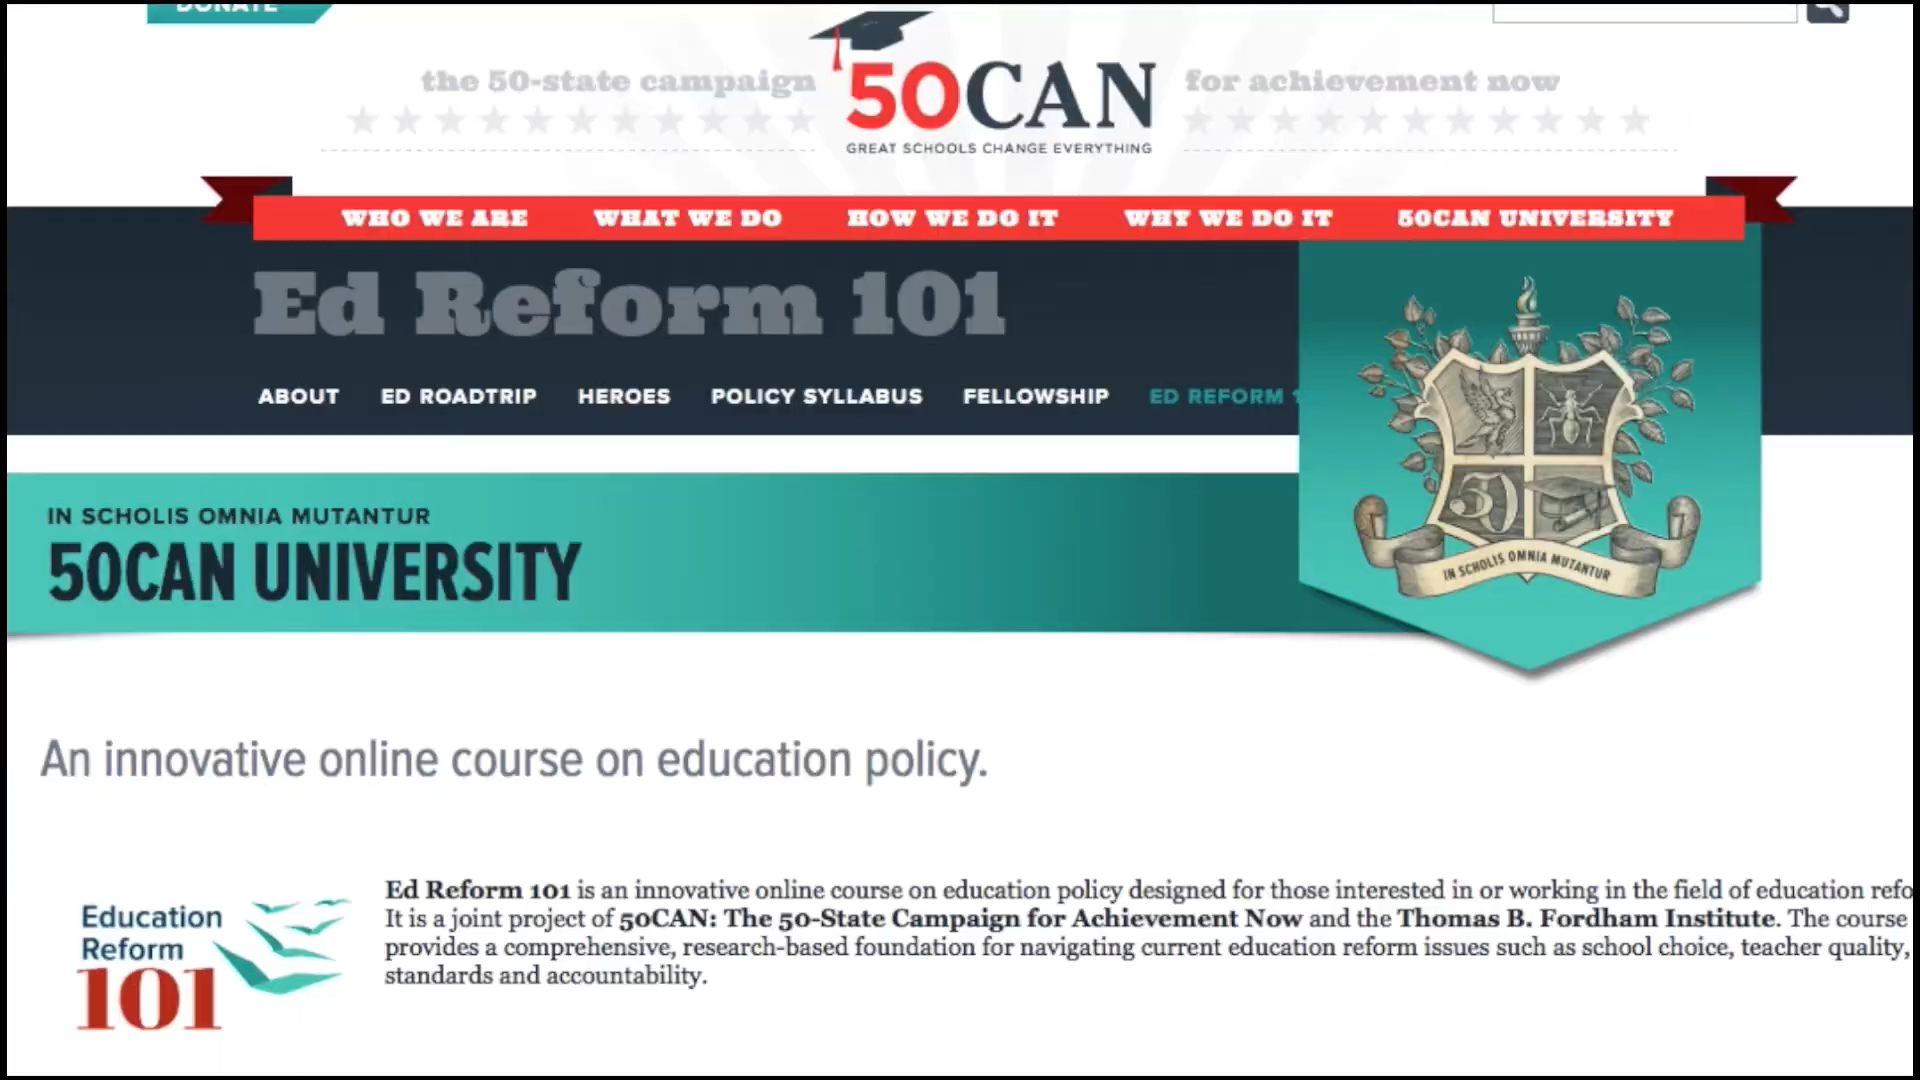 DONATE
the 50-state campaign
50CAN
for achievement now
GREAT SCHOOLS CHANGE EVERYTHING
WHO WE ARE WHAT WE DO HOW WE DO IT WHY WE DO IT 50CAN UNIVERSITY
Ed Reform 101
ABOUT ED ROADTRIP HEROES POLICY SYLLABUS FELLOWSHIP ED REFORM
50
IN SCHOLIS OMNIA MUTANTUR
IN SCHOLIS OMNIA MUTANTUR
50CAN UNIVERSITY
An innovative online course on education policy.
Education
Reform
101
Ed Reform 101 is an innovative online course on education policy designed for those interested in or working in the field of education refo
It is a joint project of 50CAN: The 50-State Campaign for Achievement Now and the Thomas B. Fordham Institute. The course
provides a comprehensive, research-based foundation for navigating current education reform issues such as school choice, teacher quality,
standards and accountability.